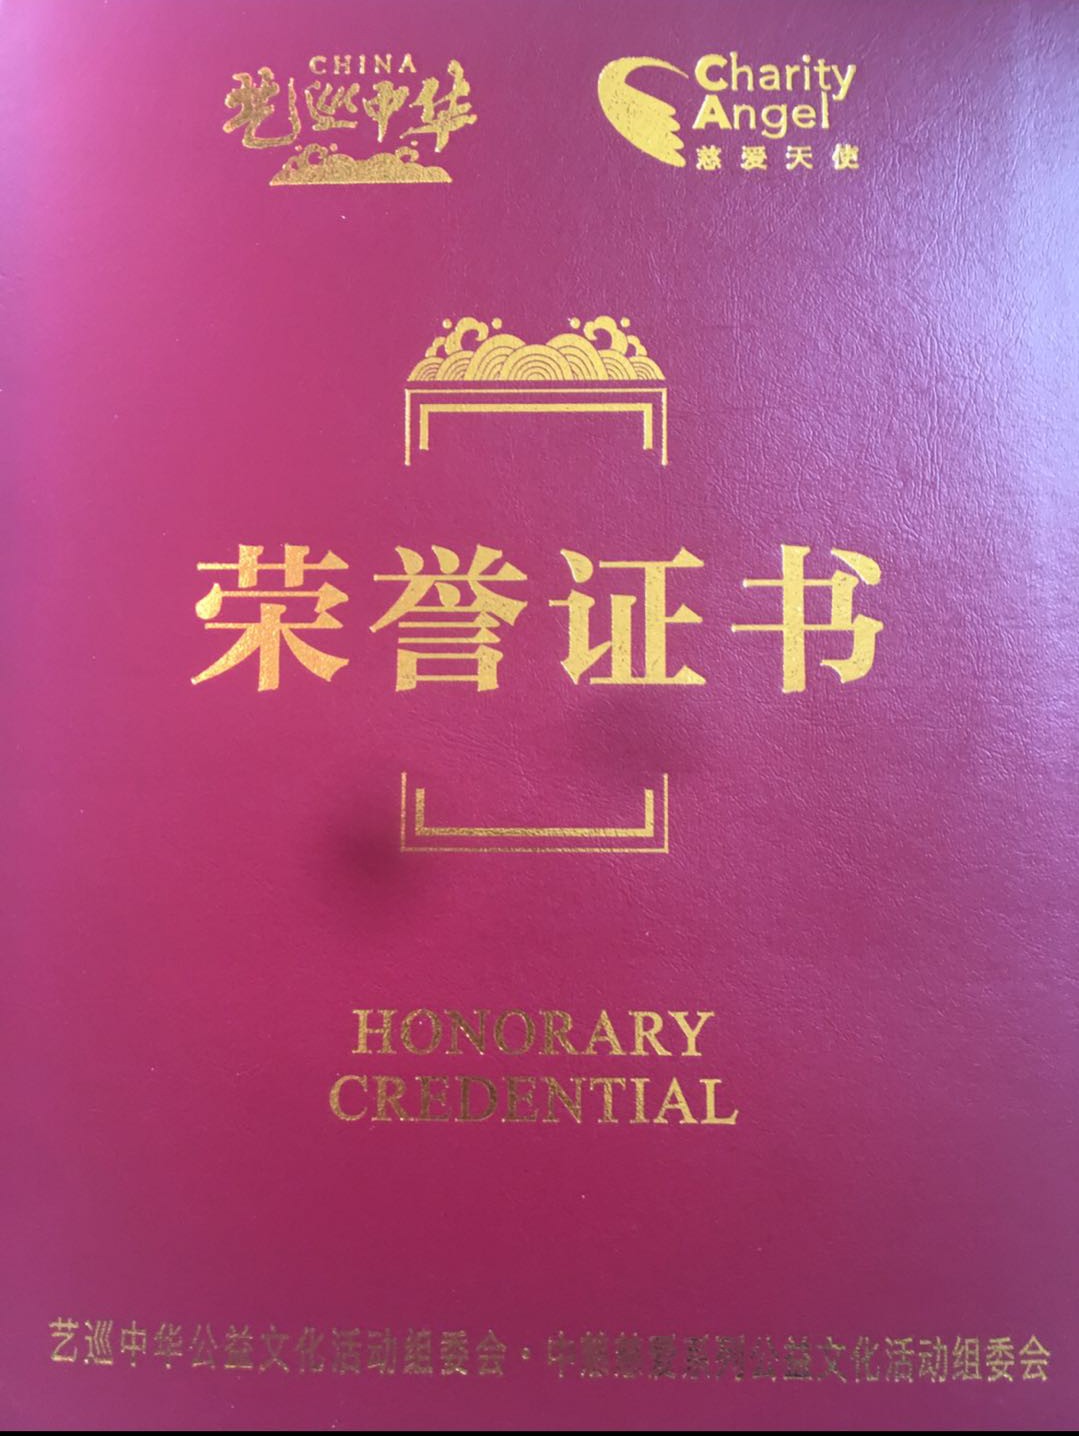 CHINA
艺巡中华
Charity
Angel
慈爱天使
荣誉证书
HONORARY
CREDENTIAL
艺巡中华公益文化活动组委会·中慈爱系列公益文化活动组委会